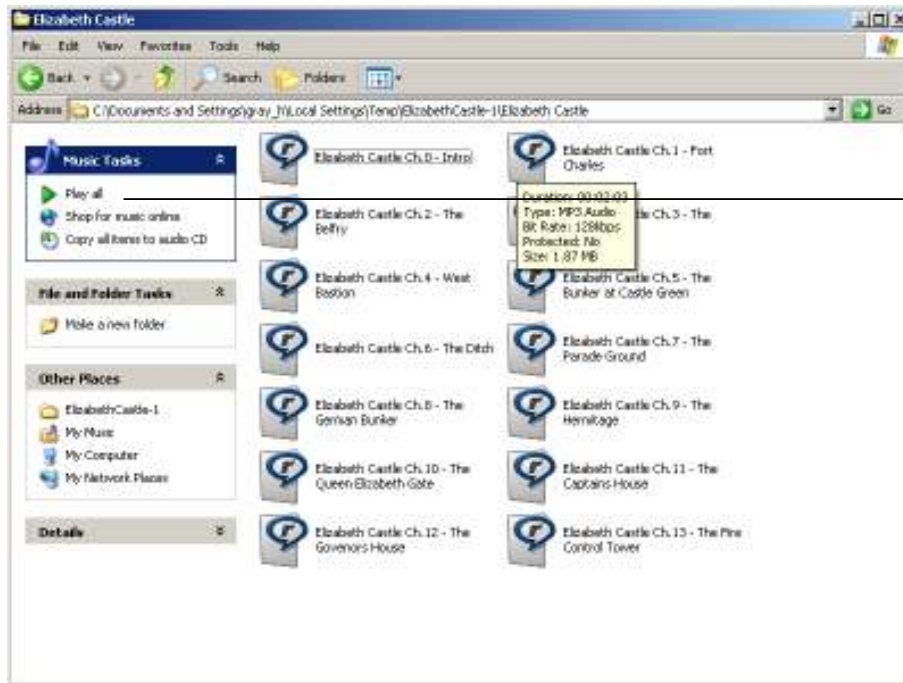 Elizabeth Castle
File Edit View Favorites Tools Help
Back Search Folders
Address C:\Documents and Settings\gray_h\Local Settings\Temp\ElizabethCastle-1\Elizabeth Castle Go
Music Tasks
Play all
Shop for music online
Copy all items to audio CD
File and Folder Tasks
Make a new folder
Other Places
ElizabethCastle-1
My Music
My Computer
My Network Places
Details
Elizabeth Castle Ch.0 - Intro
Elizabeth Castle Ch.1 - Fort
Charles
Elizabeth Castle Ch.2 - The
Belfry
Ch.3 - The
Duration: 00:02:03
Type: MP3 Audio
Bit Rate: 128kbps
Protected: No
Size: 1.87 MB
Elizabeth Castle Ch.4 - West
Bastion
Elizabeth Castle Ch.5 - The
Bunker at Castle Green
Elizabeth Castle Ch.6 - The Ditch
Elizabeth Castle Ch.7 - The
Parade Ground
Elizabeth Castle Ch.8 - The
German Bunker
Elizabeth Castle Ch.9 - The
Hermitage
Elizabeth Castle Ch.10 - The
Queen Elizabeth Gate
Elizabeth Castle Ch.11 - The
Captains House
Elizabeth Castle Ch.12 - The
Govenors House
Elizabeth Castle Ch.13 - The Fire
Control Tower